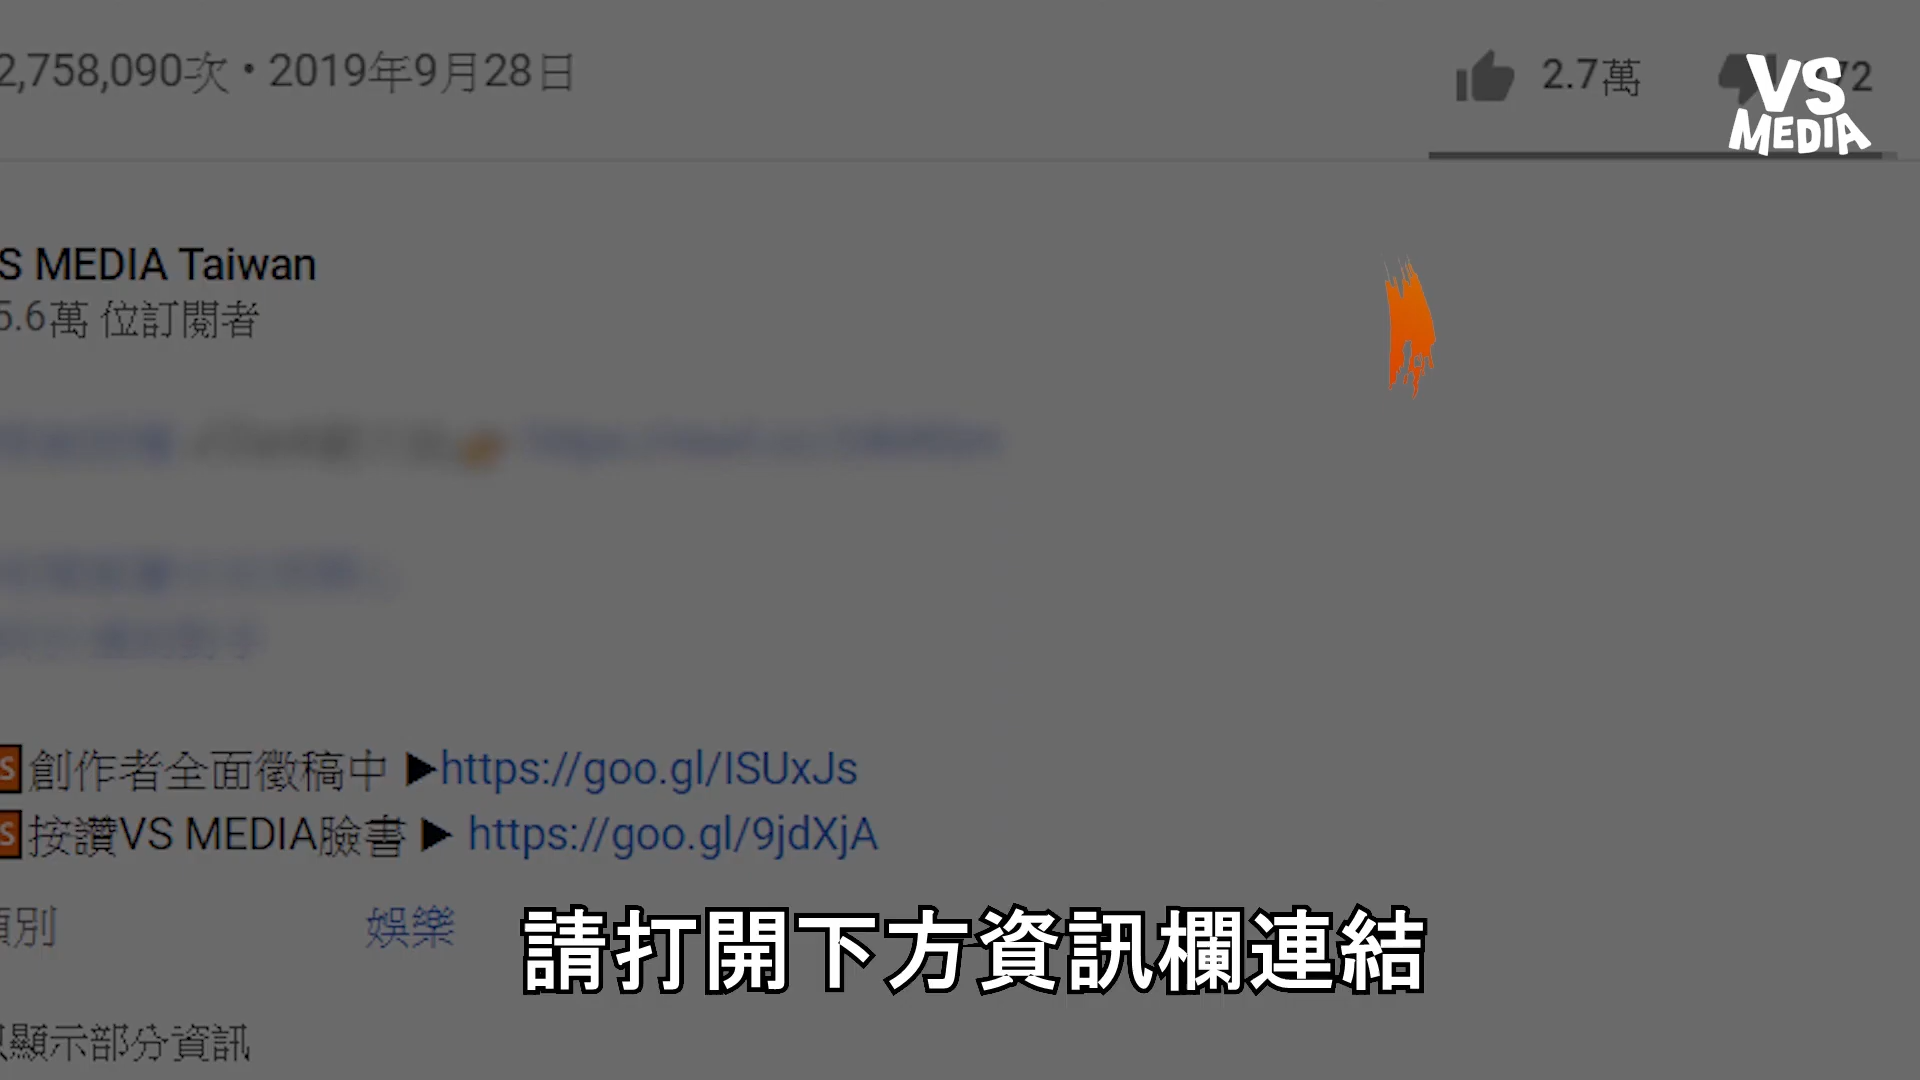 2,758,090次 • 2019年9月28日
2.7萬
VS MEDIA
S MEDIA Taiwan
5.6萬 位訂閱者
創作者全面徵稿中 ▶https://goo.gl/ISUxJs
按讚VS MEDIA臉書 ▶ https://goo.gl/9jdXjA
類別 娛樂
請打開下方資訊欄連結
只顯示部分資訊